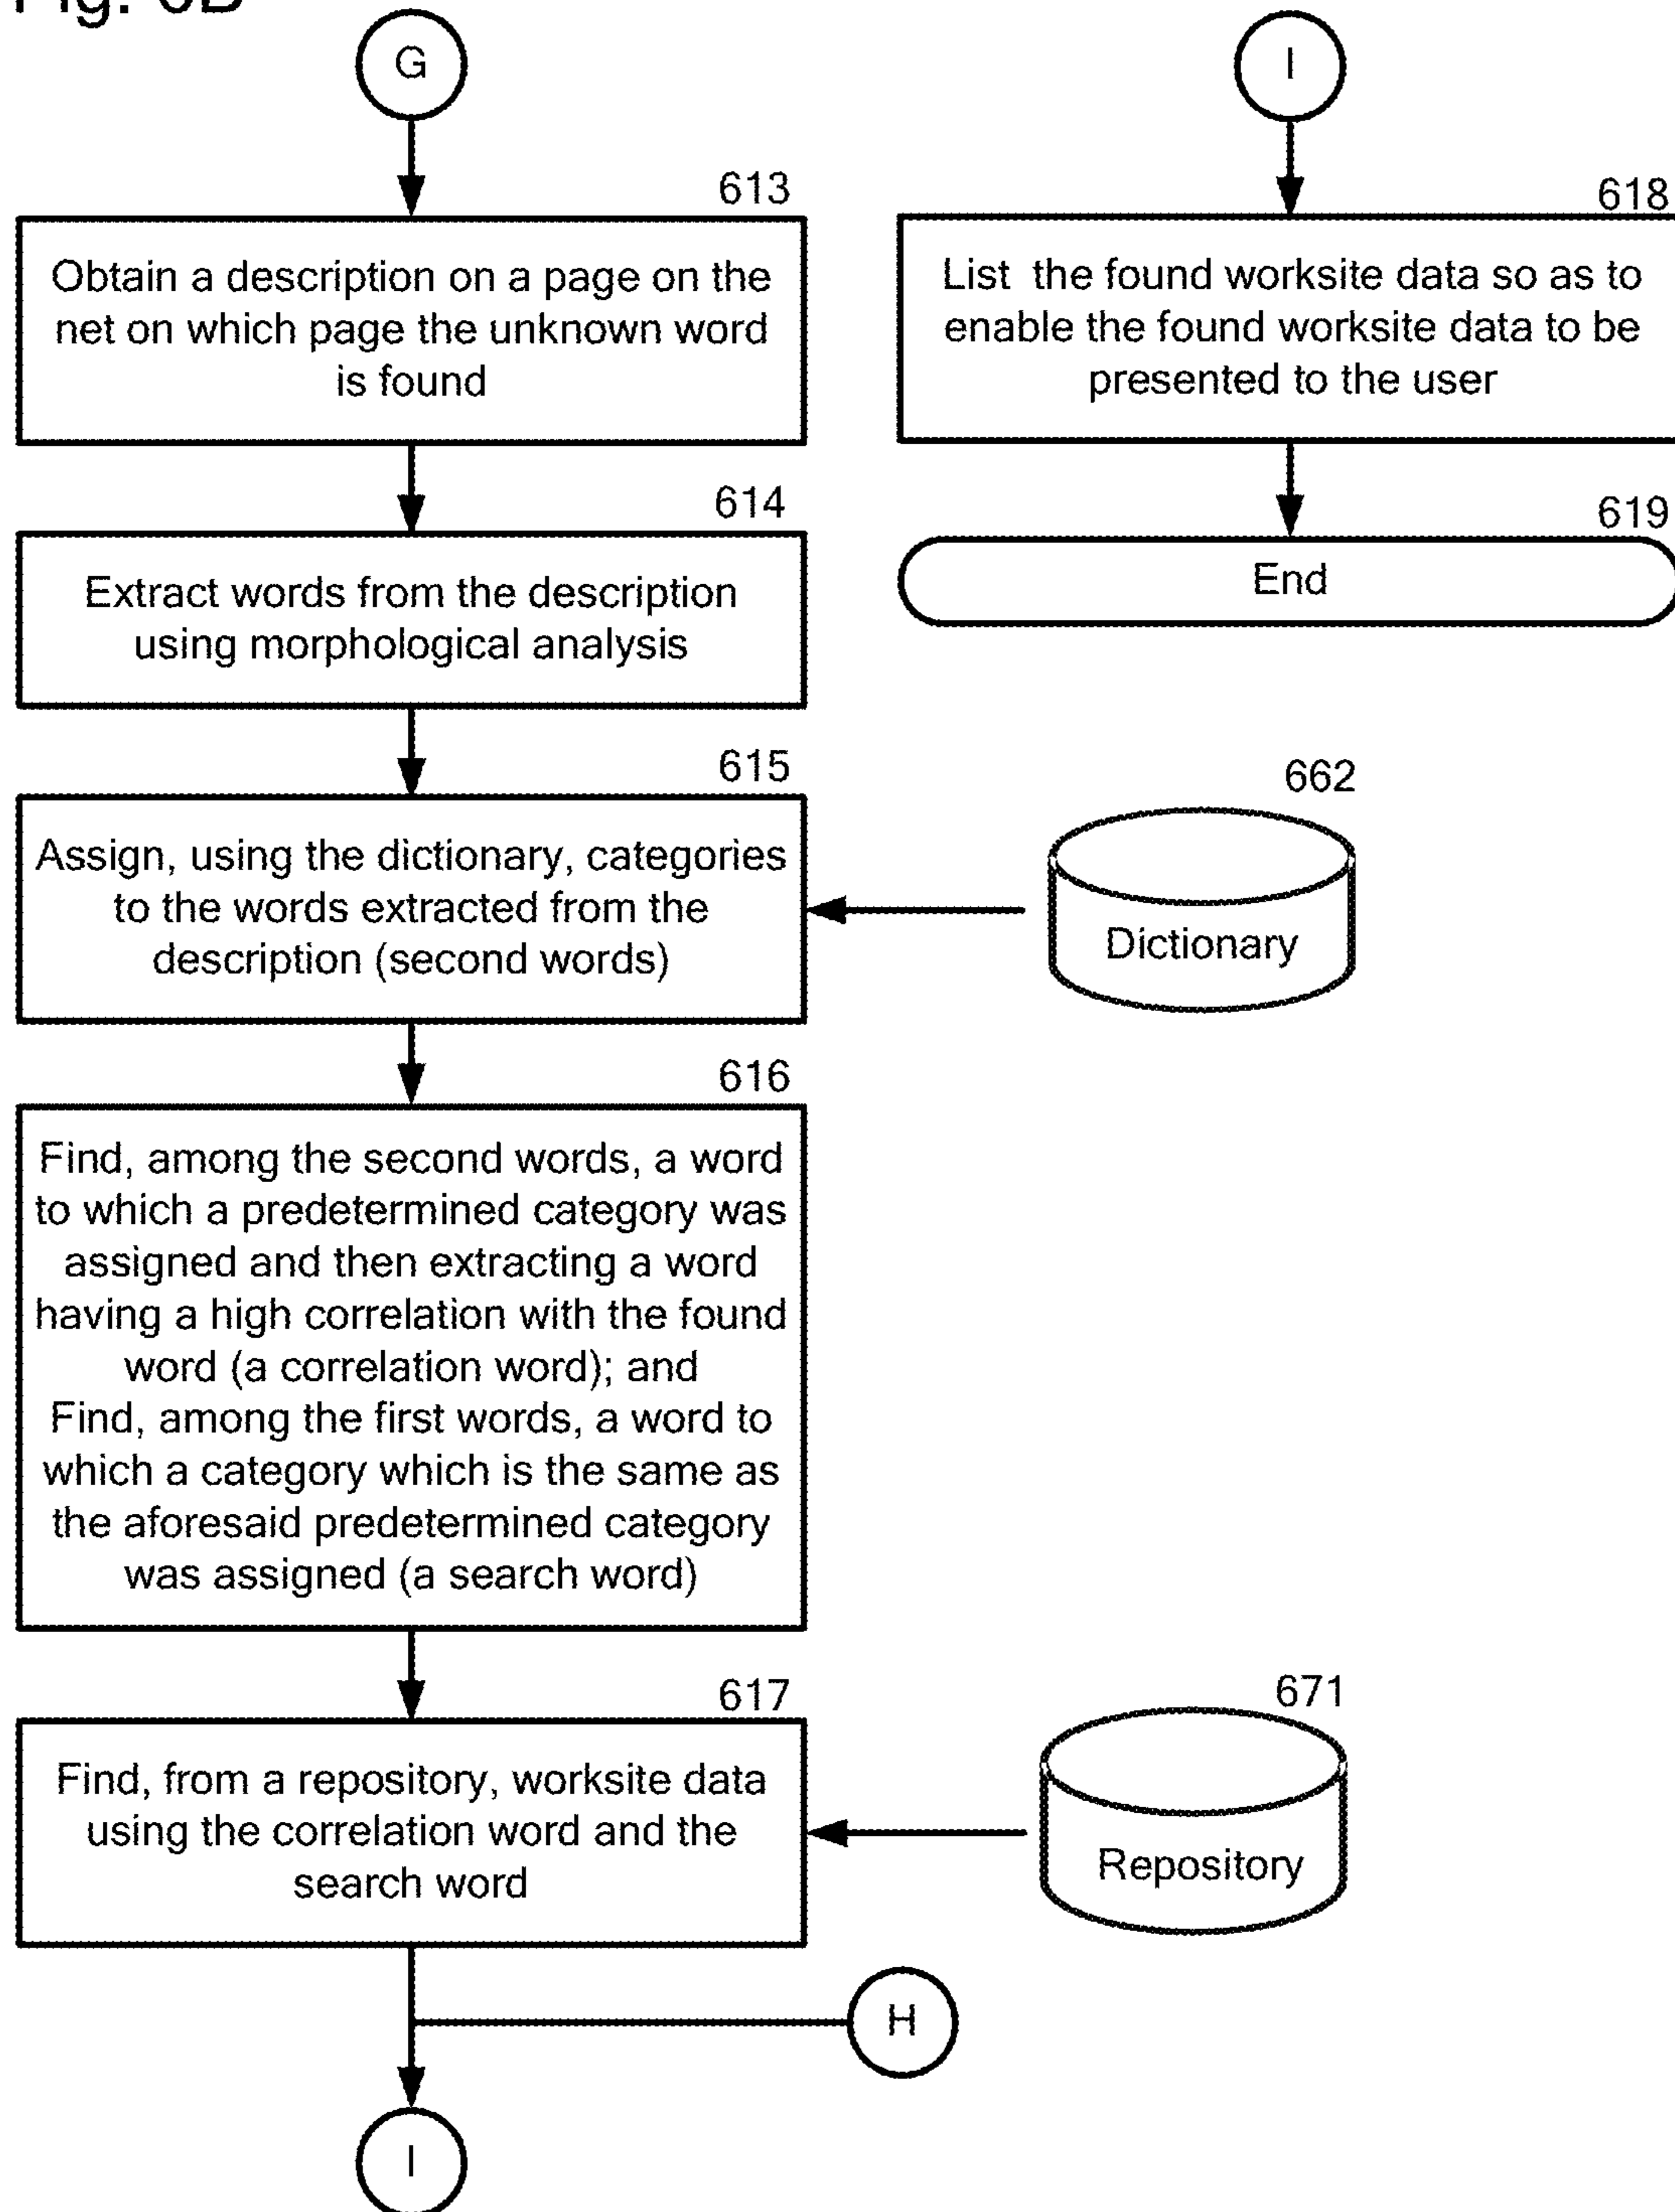 Fig. 6B
G
613
Obtain a description on a page on the
net on which page the unknown word
is found
614
Extract words from the description
using morphological analysis
615
Assign, using the dictionary, categories
to the words extracted from the
description (second words)
662
Dictionary
616
Find, among the second words, a word
to which a predetermined category was
assigned and then extracting a word
having a high correlation with the found
word (a correlation word); and
Find, among the first words, a word to
which a category which is the same as
the aforesaid predetermined category
was assigned (a search word)
617
Find, from a repository, worksite data
using the correlation word and the
search word
671
Repository
H
I
I
618
List the found worksite data so as to
enable the found worksite data to be
presented to the user
619
End